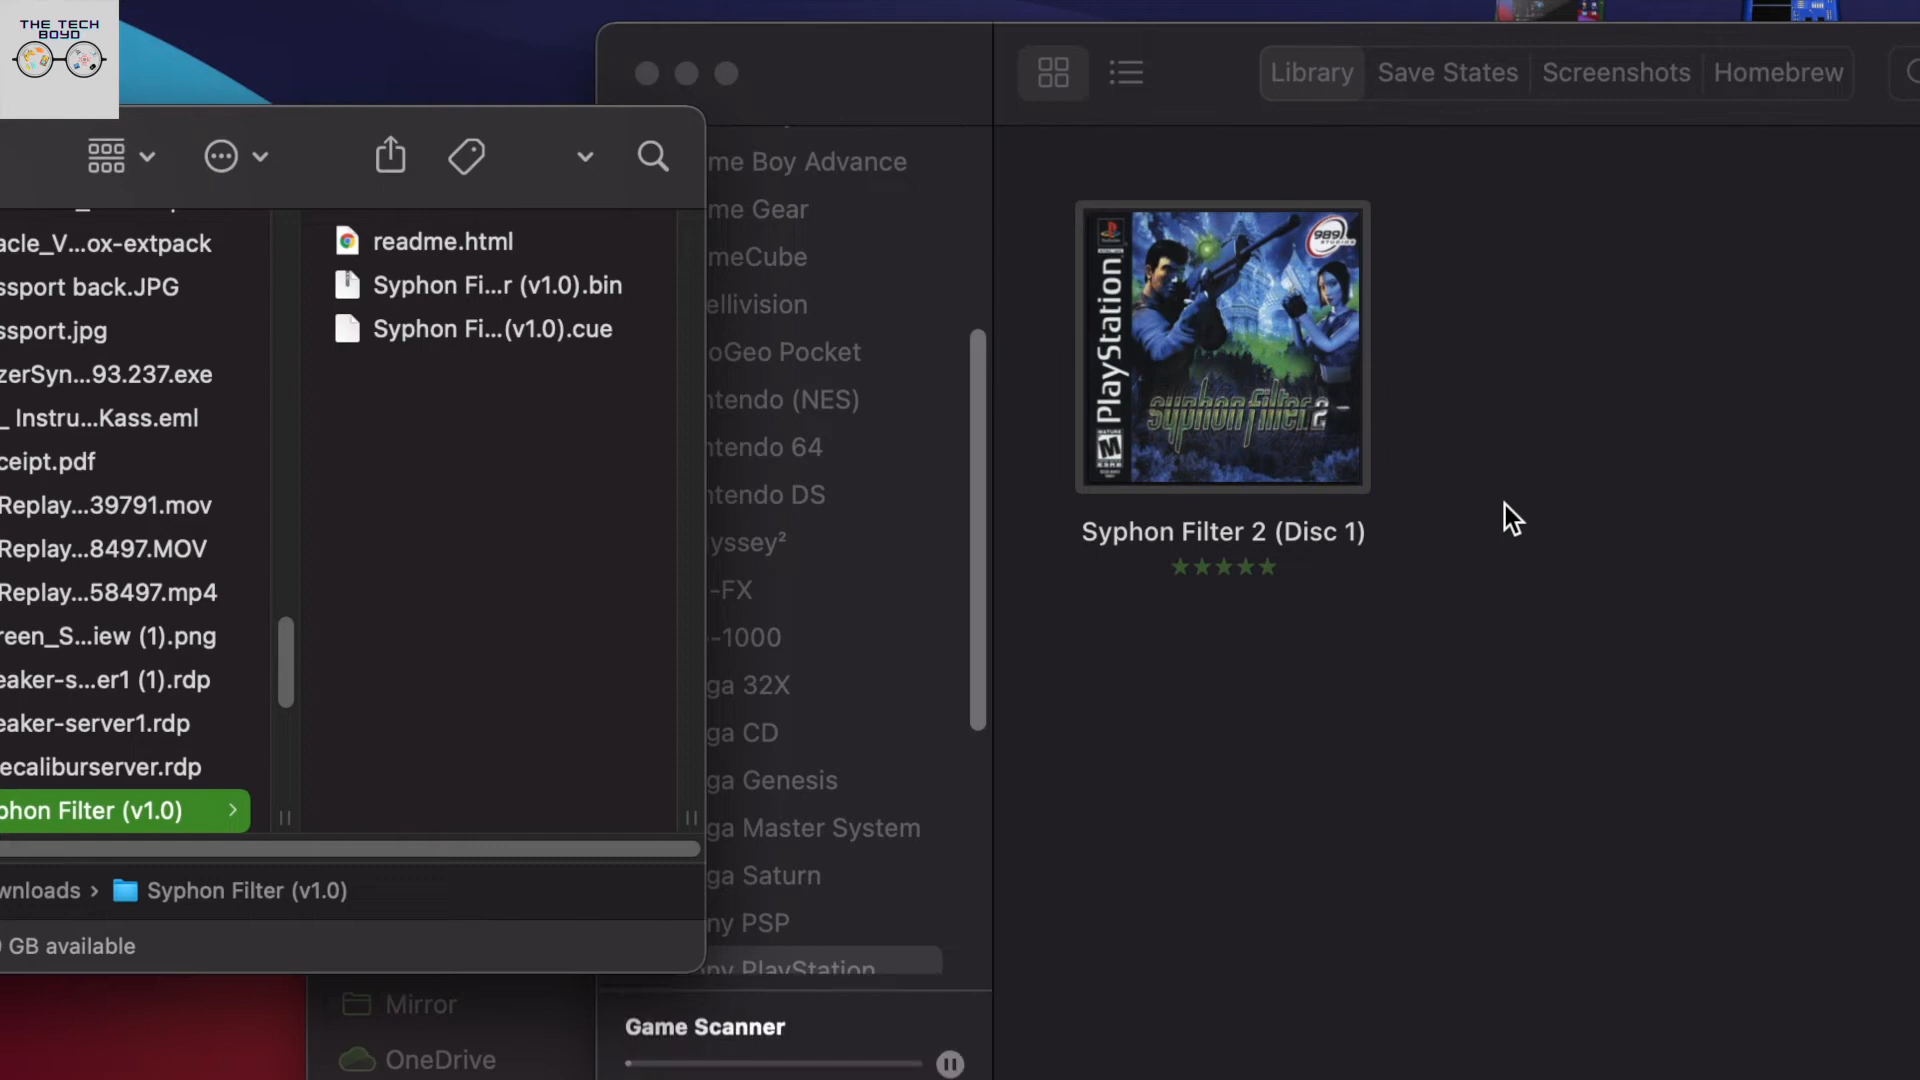 THE TECH
BOYD
Library
Save States
Screenshots
Homebrew
acle_V...ox-extpack
ssport back.JPG
ssport.jpg
zerSyn...93.237.exe
_ Instru...Kass.eml
ceipt.pdf
Replay...39791.mov
Replay...8497.MOV
Replay...58497.mp4
reen_S...iew (1).png
eaker-s...er1 (1).rdp
eaker-server1.rdp
ecaliburserver.rdp
phon Filter (v1.0)
readme.html
Syphon Fi...r (v1.0).bin
Syphon Fi...(v1.0).cue
wnloads
Syphon Filter (v1.0)
GB available
Mirror
OneDrive
me Boy Advance
me Gear
meCube
ellivision
oGeo Pocket
ntendo (NES)
ntendo 64
ntendo DS
yssey²
-FX
-1000
ga 32X
ga CD
ga Genesis
ga Master System
ga Saturn
ny PSP
ny PlayStation
Game Scanner
PlayStation
989
STUDIOS
syphon filter 2
MATURE
M
ESRB
Syphon Filter 2 (Disc 1)